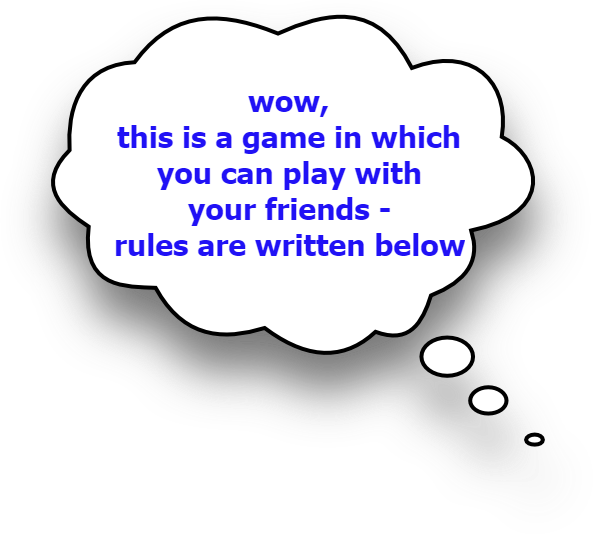 wow,
this is a game in which
you can play with
your friends -
rules are written below